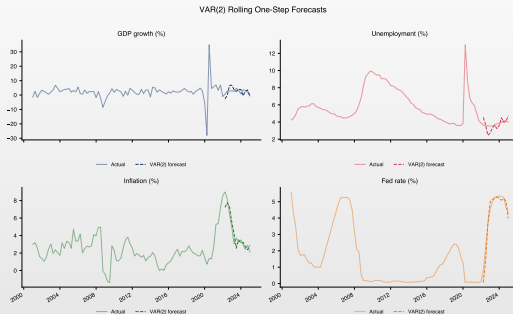 VAR(2) Rolling One-Step Forecasts
GDP growth (%)
Unemployment (%)
30
20
10
0
−10
−20
−30
12
10
8
6
4
2
Actual
VAR(2) forecast
Actual
VAR(2) forecast
Inflation (%)
Fed rate (%)
8
6
4
2
0
5
4
3
2
1
0
2000
2004
2008
2012
2016
2020
2024
2000
2004
2008
2012
2016
2020
2024
Actual
VAR(2) forecast
Actual
VAR(2) forecast